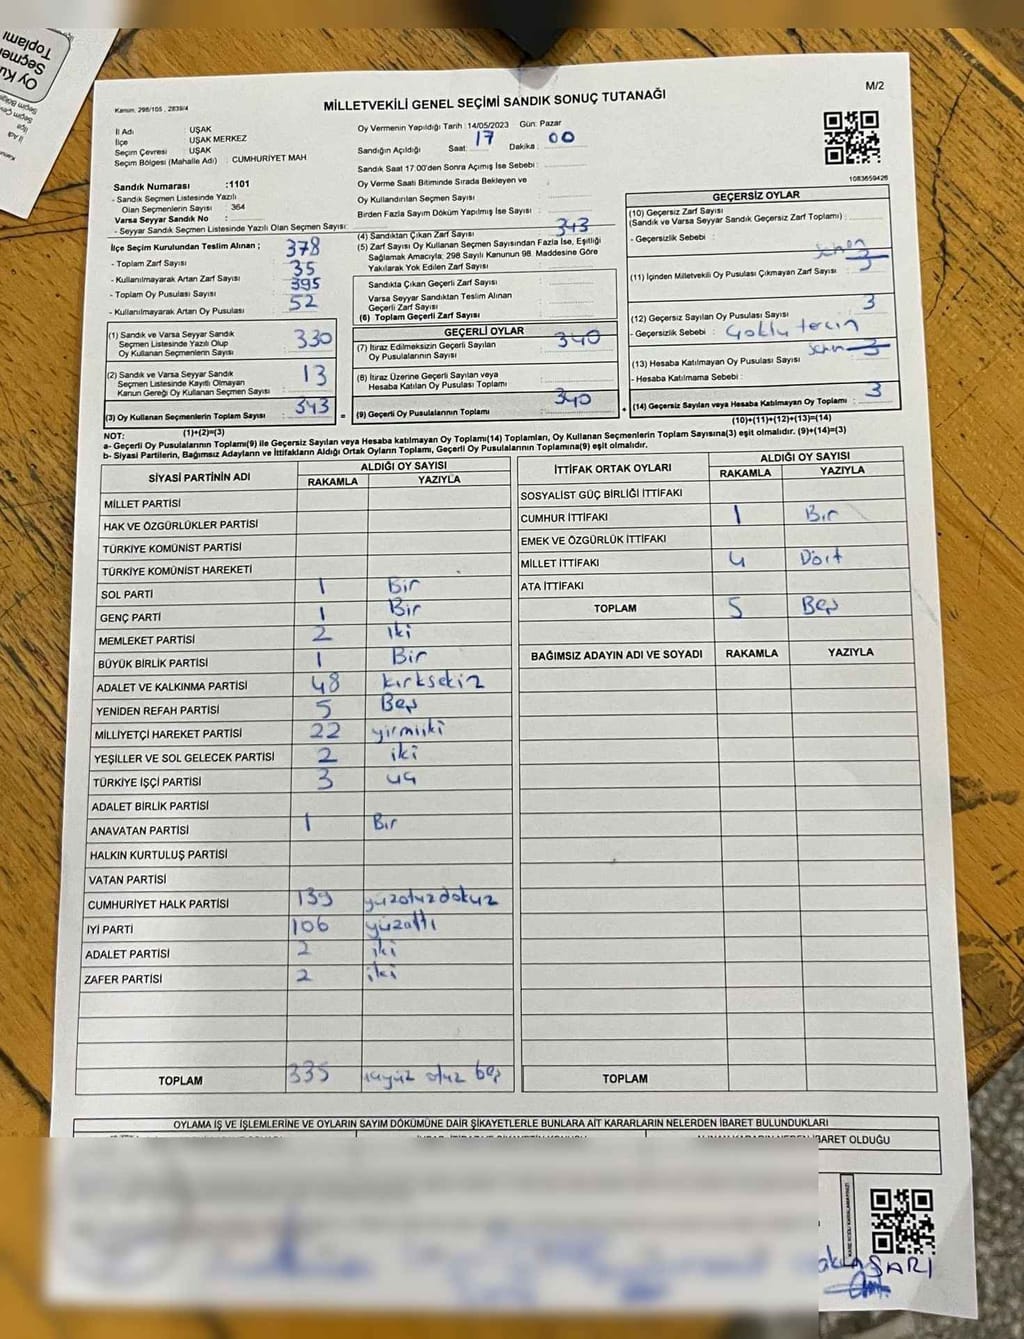 Oy Ku
Seçmen
Toplamı
M/2
Kanun: 298/105 , 2839/4
MİLLETVEKİLİ GENEL SEÇİMİ SANDIK SONUÇ TUTANAĞI
İl Adı : UŞAK
İlçe : UŞAK MERKEZ
Seçim Çevresi : UŞAK
Seçim Bölgesi (Mahalle Adı) : CUMHURİYET MAH
Oy Vermenin Yapıldığı Tarih :14/05/2023 Gün: Pazar
Sandığın Açıldığı Saat: 17 Dakika : 00
Sandık Saat 17:00'den Sonra Açımış İse Sebebi :
Oy Verme Saati Bitiminde Sırada Bekleyen ve
Oy Kullandırılan Seçmen Sayısı :
Birden Fazla Sayım Döküm Yapılmış İse Sayısı :
1083659426
Sandık Numarası :1101
- Sandık Seçmen Listesinde Yazılı
Olan Seçmenlerin Sayısı : 364
Varsa Seyyar Sandık No :
- Seyyar Sandık Seçmen Listesinde Yazılı Olan Seçmen Sayısı:
İlçe Seçim Kurulundan Teslim Alınan ;
- Toplam Zarf Sayısı 378
- Kullanılmayarak Artan Zarf Sayısı 35
- Toplam Oy Pusulası Sayısı 395
- Kullanılmayarak Artan Oy Pusulası 52
(1) Sandık ve Varsa Seyyar Sandık
Seçmen Listesinde Yazılı Olup
Oy Kullanan Seçmenlerin Sayısı 330
(2) Sandık ve Varsa Seyyar Sandık
Seçmen Listesinde Kayıtlı Olmayan
Kanun Gereği Oy Kullanan Seçmen Sayısı 13
(3) Oy Kullanan Seçmenlerin Toplam Sayısı 343 =
(1)+(2)=(3)
(4) Sandıktan Çıkan Zarf Sayısı 343
(5) Zarf Sayısı Oy Kullanan Seçmen Sayısından Fazla İse, Eşitliği
Sağlamak Amacıyla; 298 Sayılı Kanunun 98. Maddesine Göre
Yakılarak Yok Edilen Zarf Sayısı
Sandıkta Çıkan Geçerli Zarf Sayısı :
Varsa Seyyar Sandıktan Teslim Alınan
Geçerli Zarf Sayısı :
(6) Toplam Geçerli Zarf Sayısı :
GEÇERLİ OYLAR
(7) İtiraz Edilmeksizin Geçerli Sayılan
Oy Pusulalarının Sayısı 340
(8) İtiraz Üzerine Geçerli Sayılan veya
Hesaba Katılan Oy Pusulası Toplamı
(9) Geçerli Oy Pusulalarının Toplamı 340 +
GEÇERSİZ OYLAR
(10) Geçersiz Zarf Sayısı
(Sandık ve Varsa Seyyar Sandık Geçersiz Zarf Toplamı) :
- Geçersizlik Sebebi :
(11) İçinden Milletvekili Oy Pusulası Çıkmayan Zarf Sayısı 3
(12) Geçersiz Sayılan Oy Pusulası Sayısı 3
- Geçersizlik Sebebi : Çoklu tercih
(13) Hesaba Katılmayan Oy Pusulası Sayısı 3
- Hesaba Katılmama Sebebi :
(14) Geçersiz Sayılan veya Hesaba Katılmayan Oy Toplamı : 3
(10)+(11)+(12)+(13)=(14)
NOT:
a- Geçerli Oy Pusulalarının Toplamı(9) ile Geçersiz Sayılan veya Hesaba katılmayan Oy Toplamı(14) Toplamları, Oy Kullanan Seçmenlerin Toplam Sayısına(3) eşit olmalıdır. (9)+(14)=(3)
b- Siyasi Partilerin, Bağımsız Adayların ve İttifakların Aldığı Ortak Oyların Toplamı, Geçerli Oy Pusulalarının Toplamına(9) eşit olmalıdır.
SİYASİ PARTİNİN ADI ALDIĞI OY SAYISI
RAKAMLA YAZIYLA
MİLLET PARTİSİ
HAK VE ÖZGÜRLÜKLER PARTİSİ
TÜRKİYE KOMÜNİST PARTİSİ
TÜRKİYE KOMÜNİST HAREKETİ
SOL PARTİ 1 Bir
GENÇ PARTİ 1 Bir
MEMLEKET PARTİSİ 2 iki
BÜYÜK BİRLİK PARTİSİ 1 Bir
ADALET VE KALKINMA PARTİSİ 48 kırksekiz
YENİDEN REFAH PARTİSİ 5 Beş
MİLLİYETÇİ HAREKET PARTİSİ 22 yirmiiki
YEŞİLLER VE SOL GELECEK PARTİSİ 2 iki
TÜRKİYE İŞÇİ PARTİSİ 3 üç
ADALET BİRLİK PARTİSİ
ANAVATAN PARTİSİ 1 Bir
HALKIN KURTULUŞ PARTİSİ
VATAN PARTİSİ
CUMHURİYET HALK PARTİSİ 139 yüzotuzdokuz
İYİ PARTİ 106 yüzaltı
ADALET PARTİSİ 2 iki
ZAFER PARTİSİ 2 iki
TOPLAM 335 üçyüz otuz beş
İTTİFAK ORTAK OYLARI ALDIĞI OY SAYISI
RAKAMLA YAZIYLA
SOSYALİST GÜÇ BİRLİĞİ İTTİFAKI
CUMHUR İTTİFAKI 1 Bir
EMEK VE ÖZGÜRLÜK İTTİFAKI
MİLLET İTTİFAKI 4 Dört
ATA İTTİFAKI
TOPLAM 5 Beş
BAĞIMSIZ ADAYIN ADI VE SOYADI RAKAMLA YAZIYLA
TOPLAM
OYLAMA İŞ VE İŞLEMLERİNE VE OYLARIN SAYIM DÖKÜMÜNE DAİR ŞİKAYETLERLE BUNLARA AİT KARARLARIN NELERDEN İBARET BULUNDUKLARI
BARET OLDUĞU
SARI